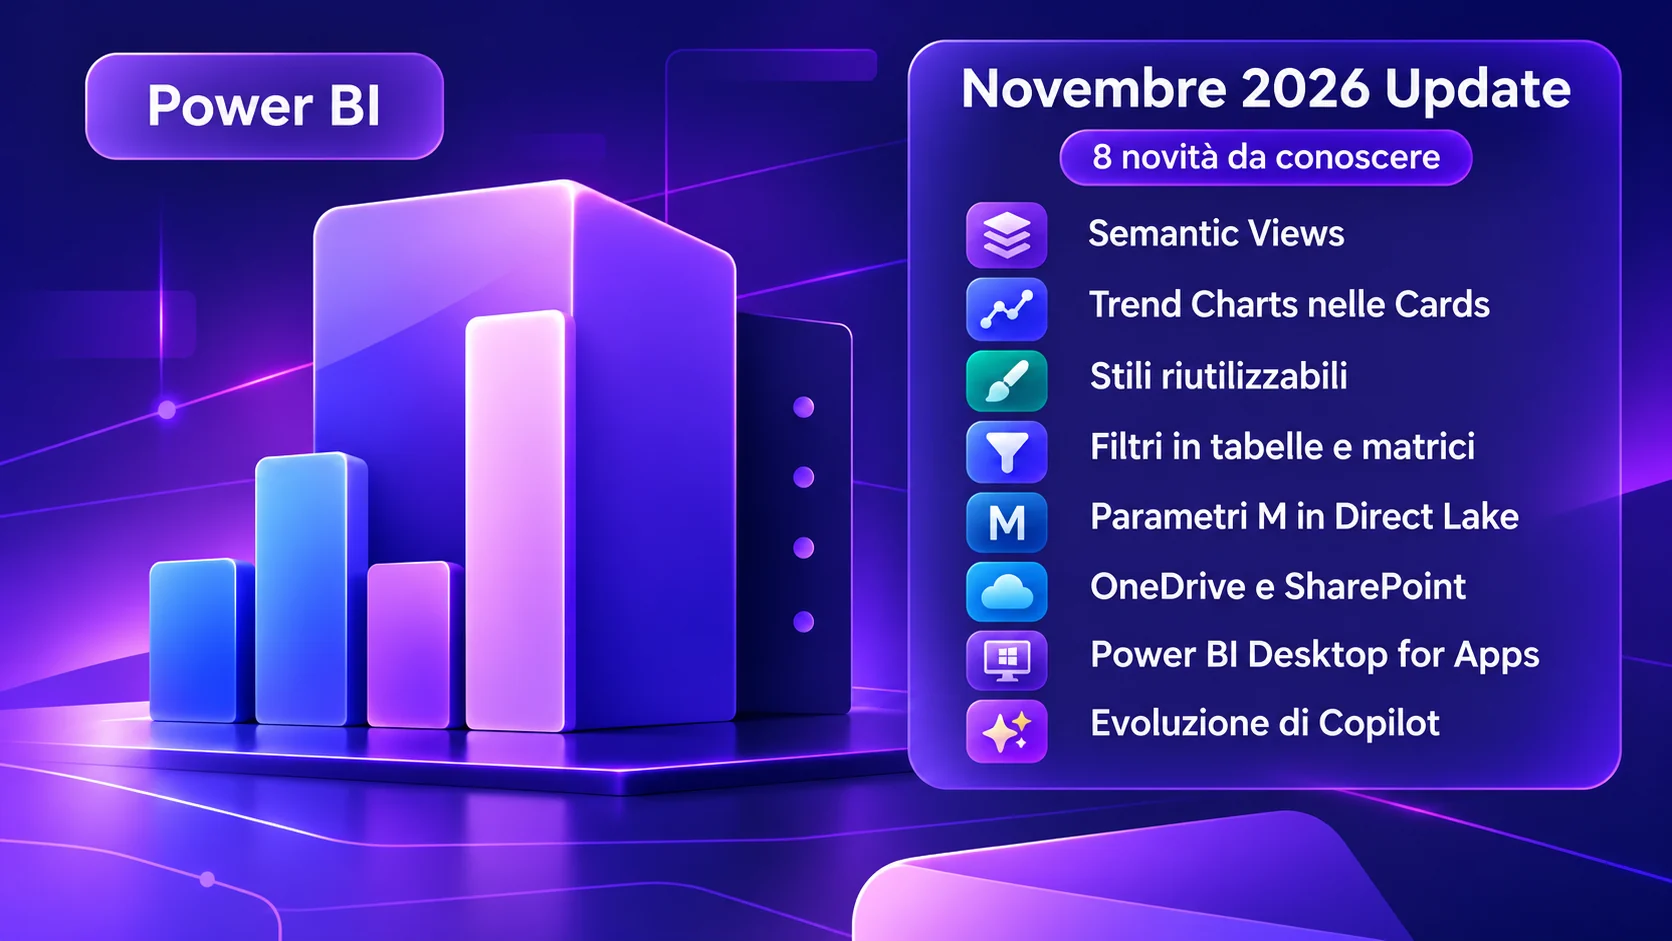 Power BI
Novembre 2026 Update
8 novità da conoscere
Semantic Views
Trend Charts nelle Cards
Stili riutilizzabili
Filtri in tabelle e matrici
M
Parametri M in Direct Lake
OneDrive e SharePoint
Power BI Desktop for Apps
Evoluzione di Copilot